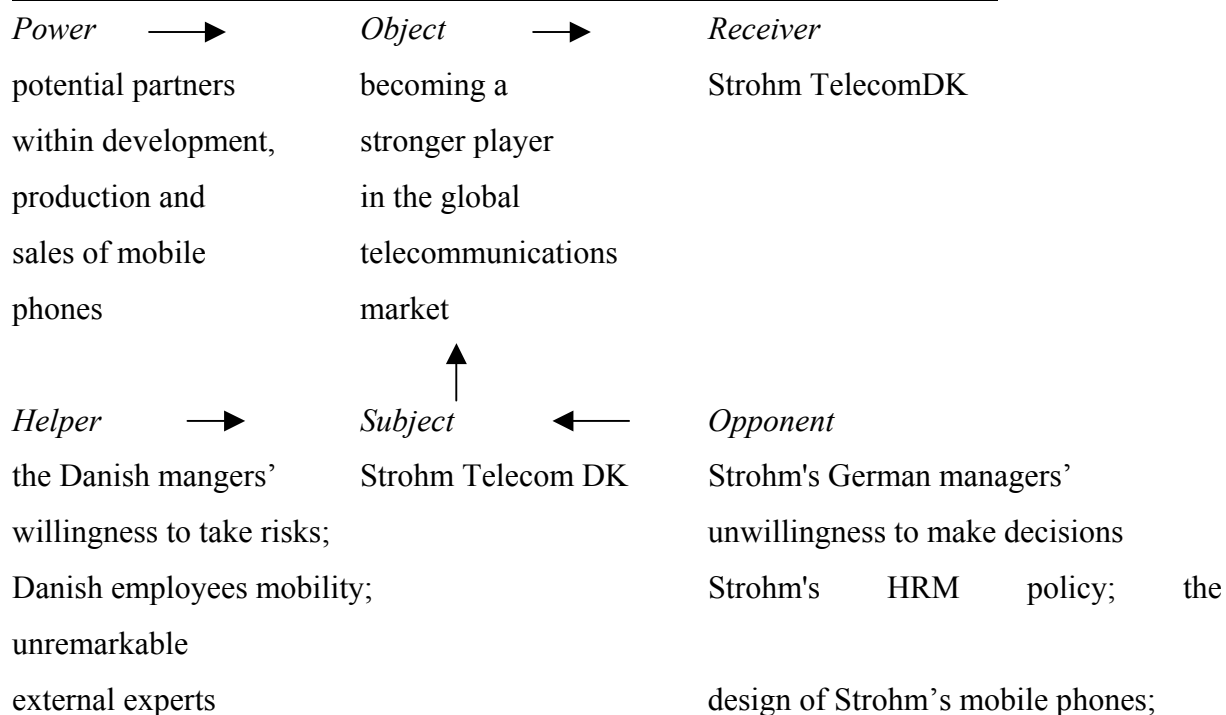 Power Object Receiver
potential partners becoming a Strohm TelecomDK
within development, stronger player
production and in the global
sales of mobile telecommunications
phones market
Helper Subject Opponent
the Danish mangers’ Strohm Telecom DK Strohm's German managers’
willingness to take risks; unwillingness to make decisions
Danish employees mobility; Strohm's HRM policy; the
unremarkable
external experts design of Strohm’s mobile phones;